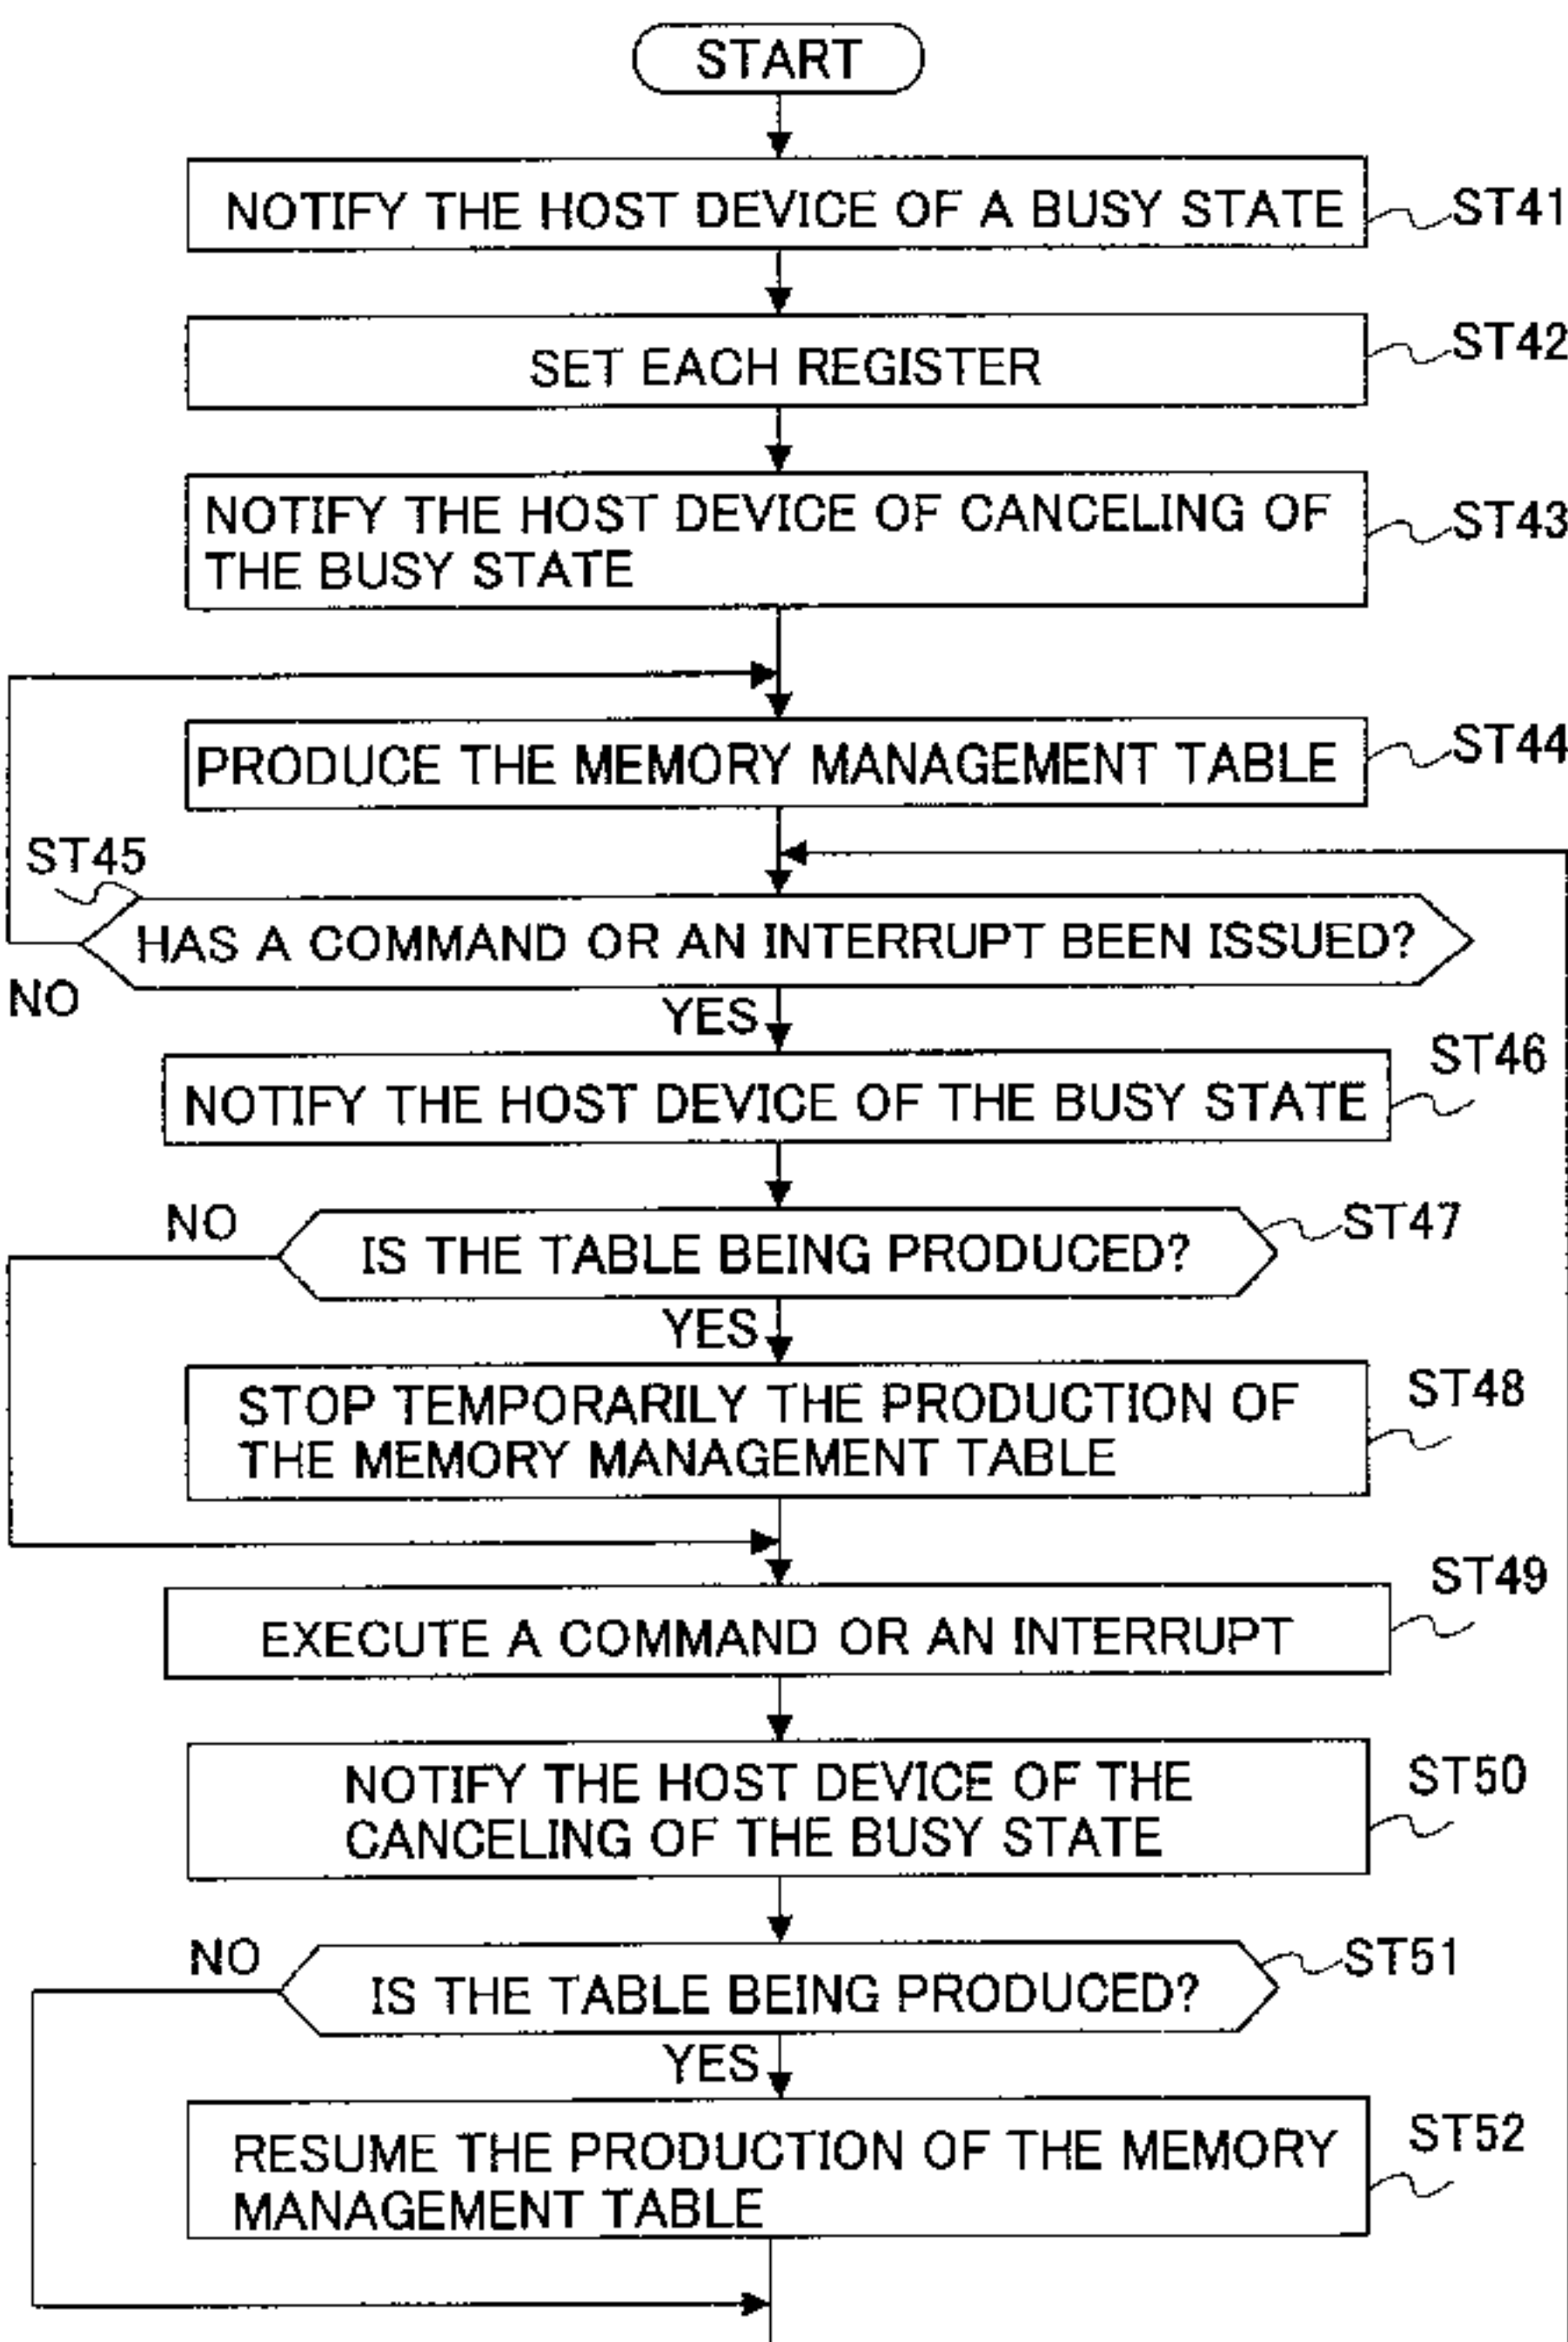 START
NOTIFY THE HOST DEVICE OF A BUSY STATE
ST41
SET EACH REGISTER
ST42
NOTIFY THE HOST DEVICE OF CANCELING OF
THE BUSY STATE
ST43
PRODUCE THE MEMORY MANAGEMENT TABLE
ST44
ST45
HAS A COMMAND OR AN INTERRUPT BEEN ISSUED?
NO
YES
NOTIFY THE HOST DEVICE OF THE BUSY STATE
ST46
NO
IS THE TABLE BEING PRODUCED?
ST47
YES
STOP TEMPORARILY THE PRODUCTION OF
THE MEMORY MANAGEMENT TABLE
ST48
EXECUTE A COMMAND OR AN INTERRUPT
ST49
NOTIFY THE HOST DEVICE OF THE
CANCELING OF THE BUSY STATE
ST50
NO
IS THE TABLE BEING PRODUCED?
ST51
YES
RESUME THE PRODUCTION OF THE MEMORY
MANAGEMENT TABLE
ST52